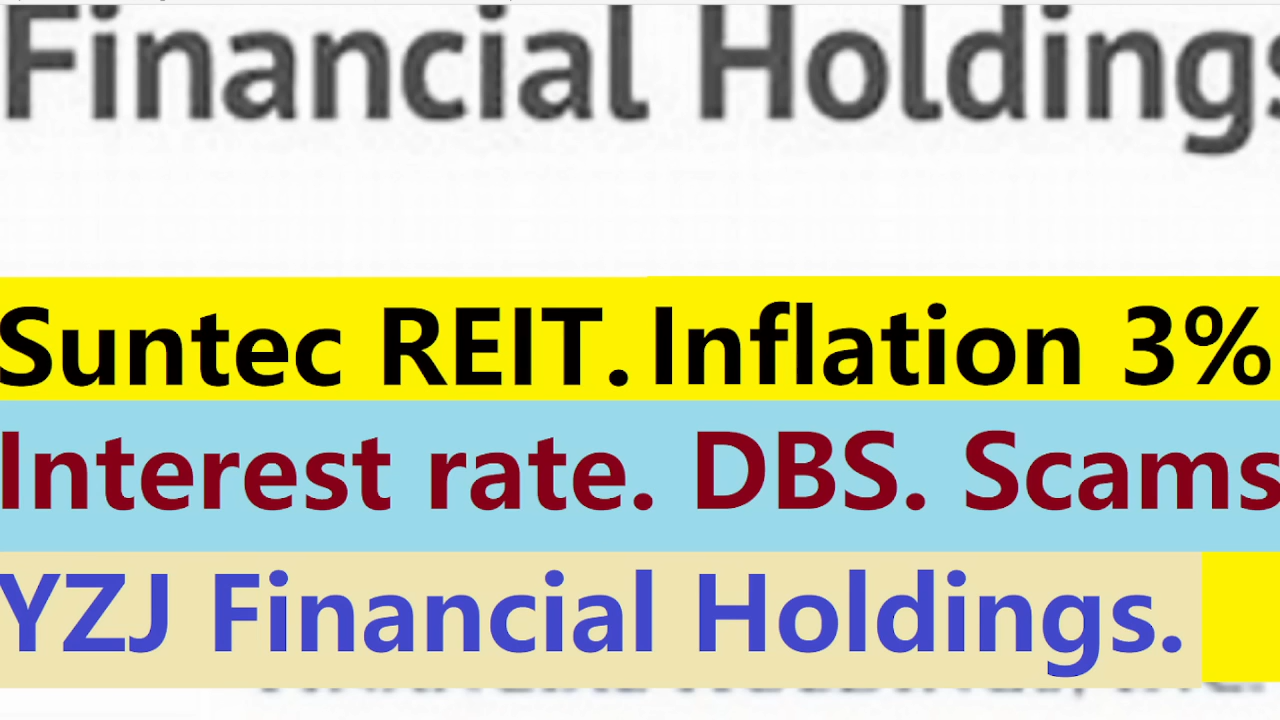 Financial Holdings
Suntec REIT. Inflation 3%
Interest rate. DBS. Scams
YZJ Financial Holdings.